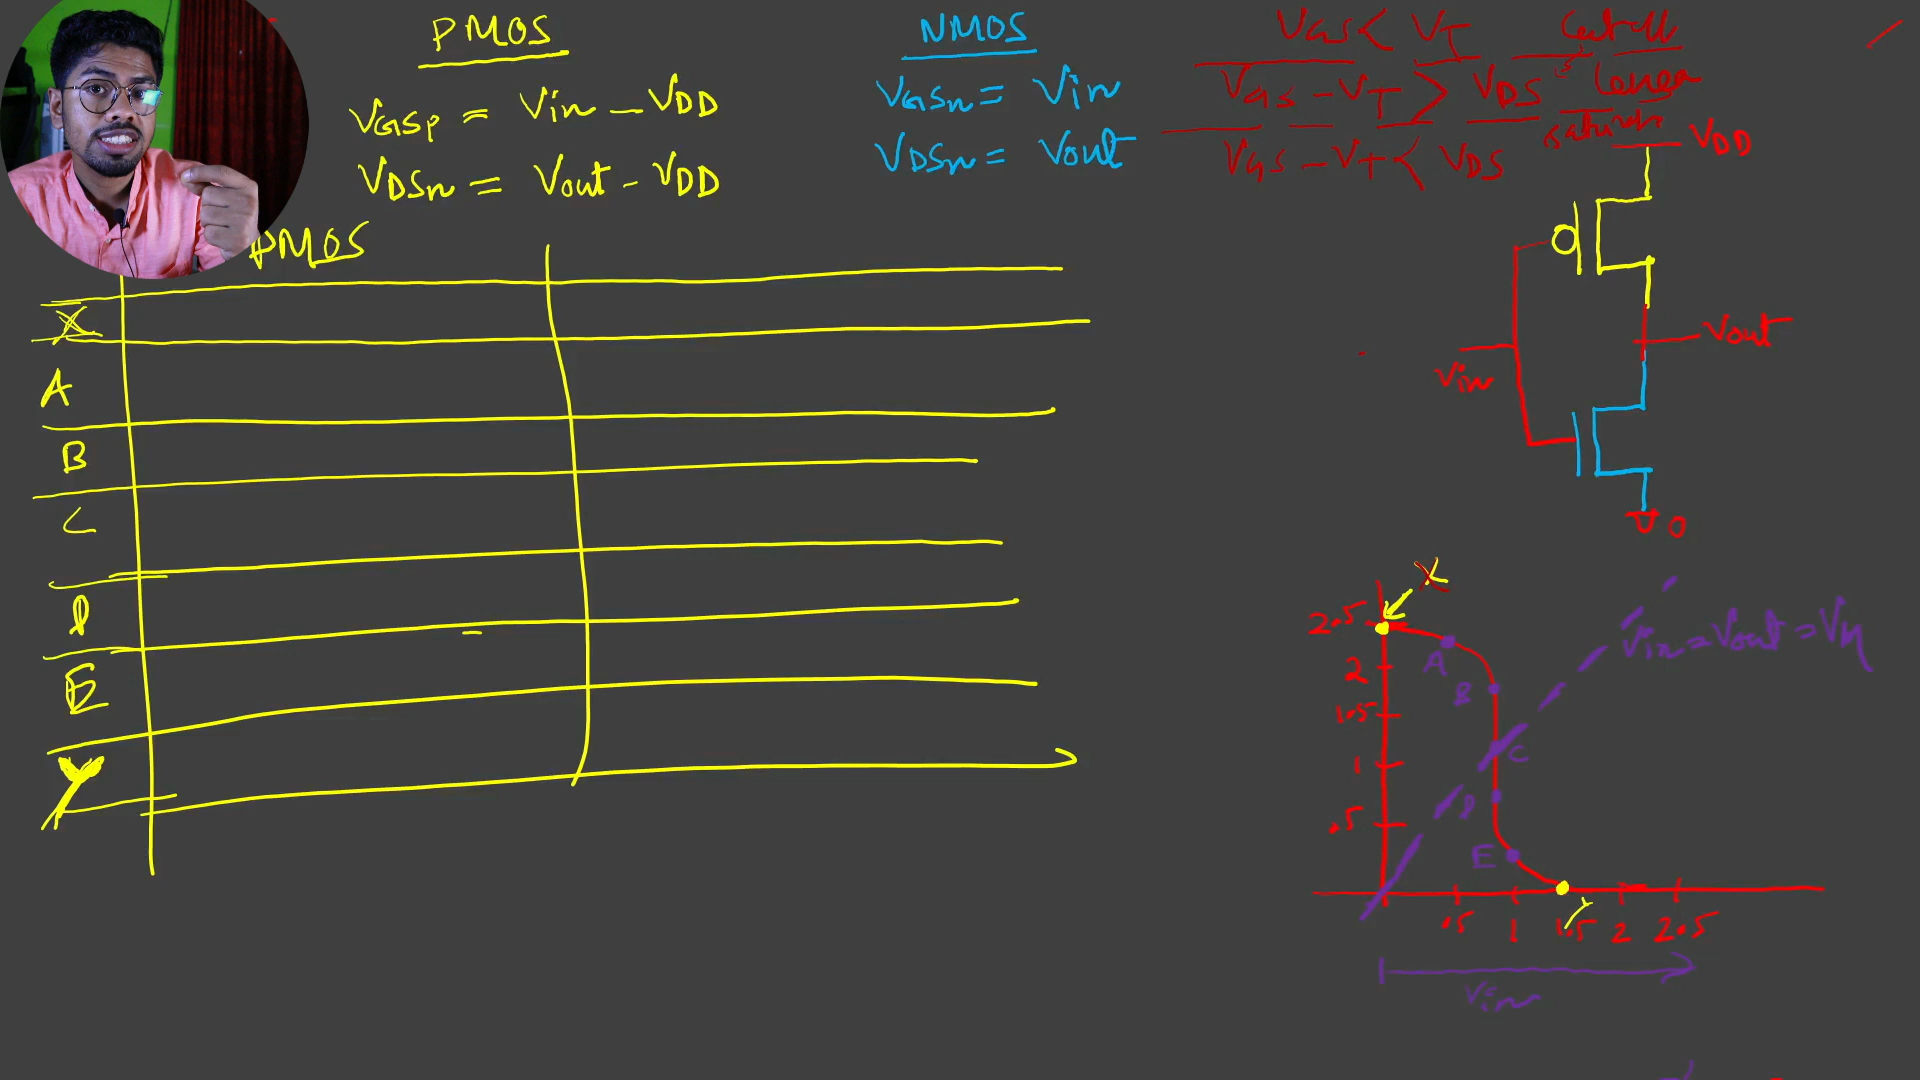 PMOS
VGSp = Vin - VDD
VDSn = Vout - VDD
NMOS
VGSn = Vin
VDSn = Vout
VGS < VT
VGS - VT > VDS
VGS - VT < VDS
PMOS
X
A
B
C
D
E
Y
VDD
Vout
Vin
0
X
2.5
2
1.5
1
.5
A
B
C
D
E
Vin = Vout = VM
Y
.5 1 1.5 2 2.5
Vin